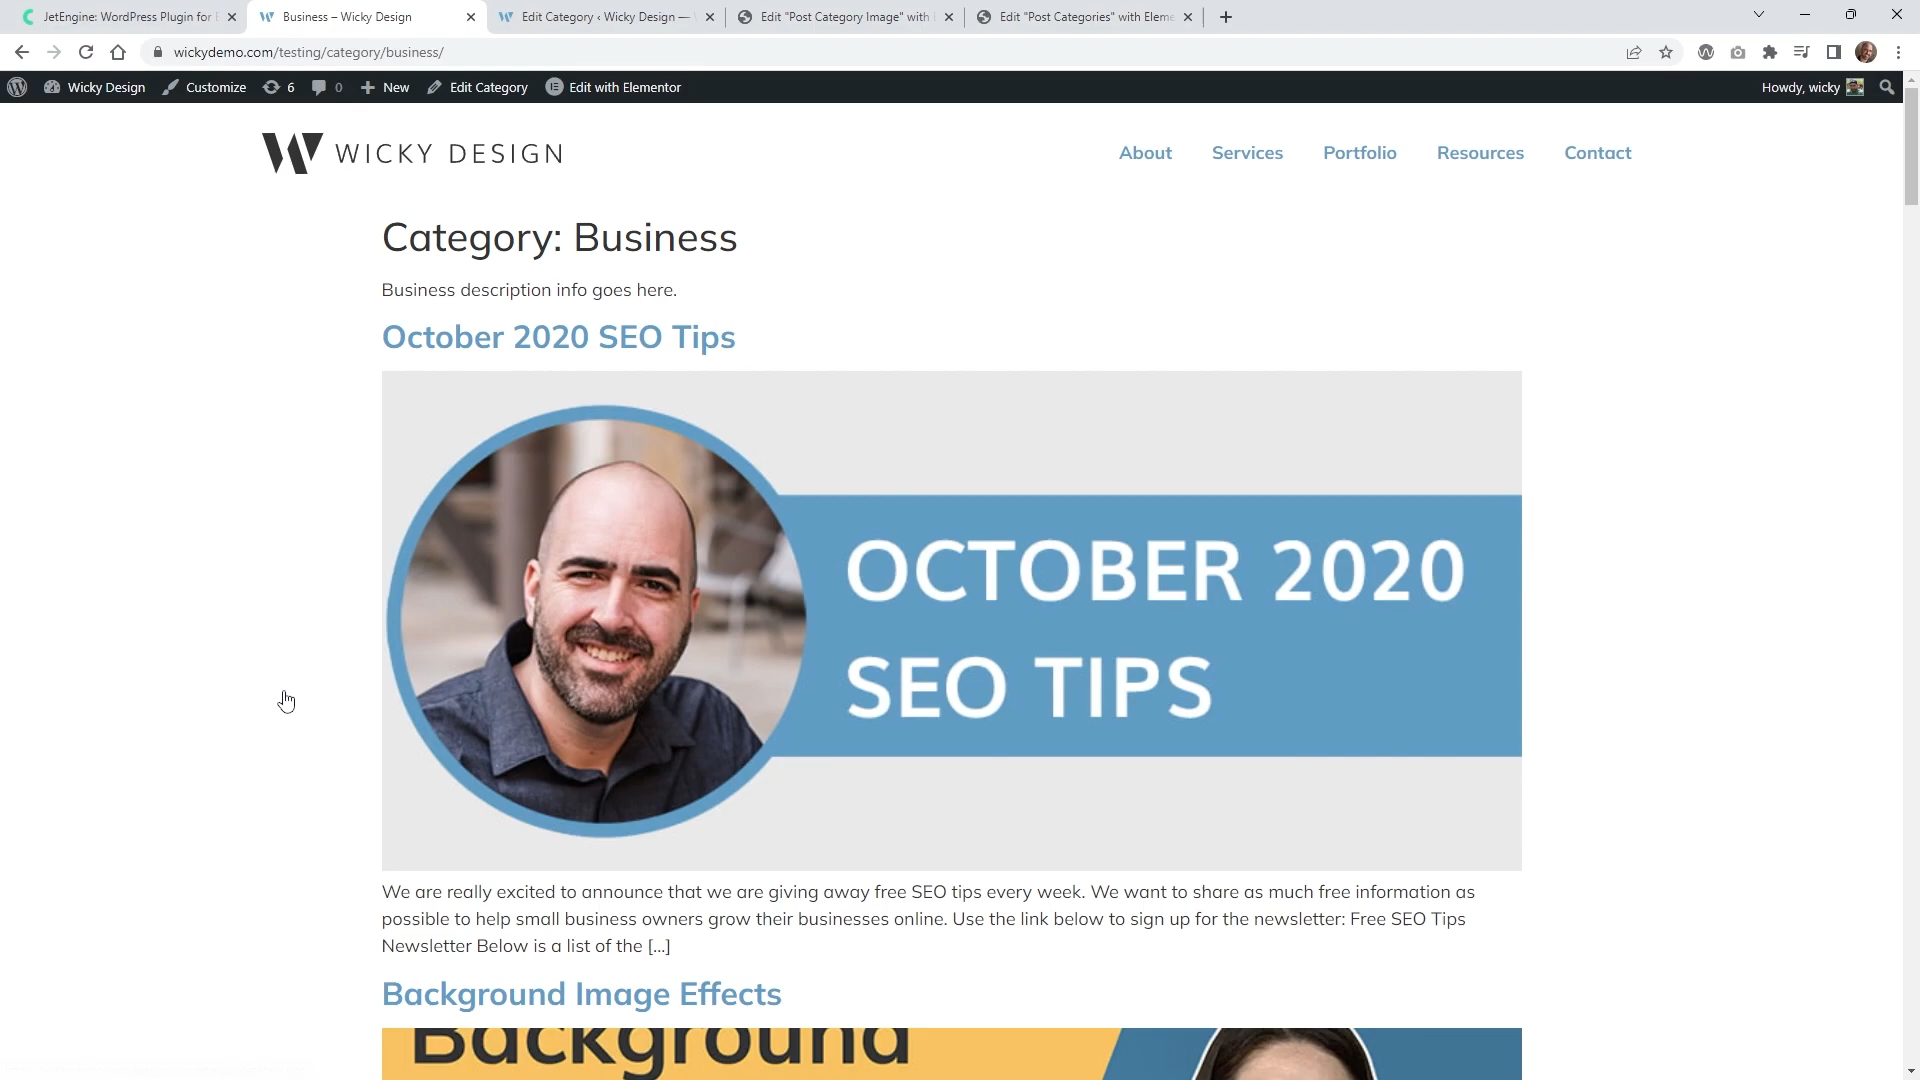 JetEngine: WordPress Plugin for
Business – Wicky Design
Edit Category ‹ Wicky Design —
Edit "Post Category Image" with
Edit "Post Categories" with Eleme
wickydemo.com/testing/category/business/
Wicky Design
Customize
6
0
New
Edit Category
Edit with Elementor
Howdy, wicky
WICKY DESIGN
About
Services
Portfolio
Resources
Contact
Category: Business
Business description info goes here.
October 2020 SEO Tips
OCTOBER 2020
SEO TIPS
We are really excited to announce that we are giving away free SEO tips every week. We want to share as much free information as
possible to help small business owners grow their businesses online. Use the link below to sign up for the newsletter: Free SEO Tips
Newsletter Below is a list of the […]
Background Image Effects
Background